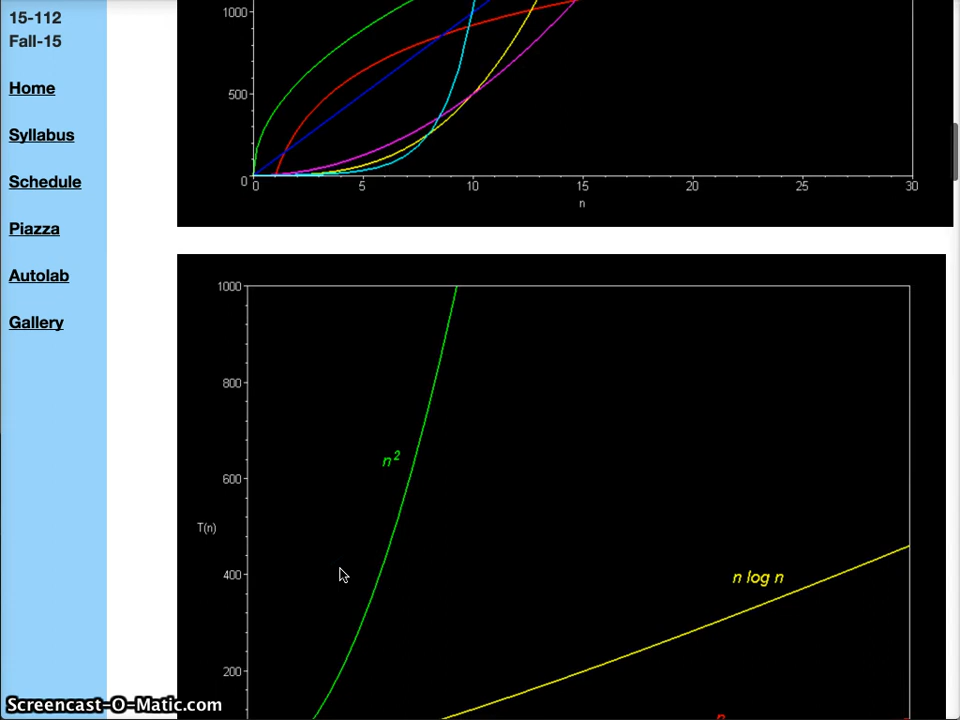 15-112
Fall-15
Home
Syllabus
Schedule
Piazza
Autolab
Gallery
1000
500
0
0 5 10 15 20 25 30
n
1000
800
n²
600
T(n)
400
n log n
200
n
Screencast-O-Matic.com